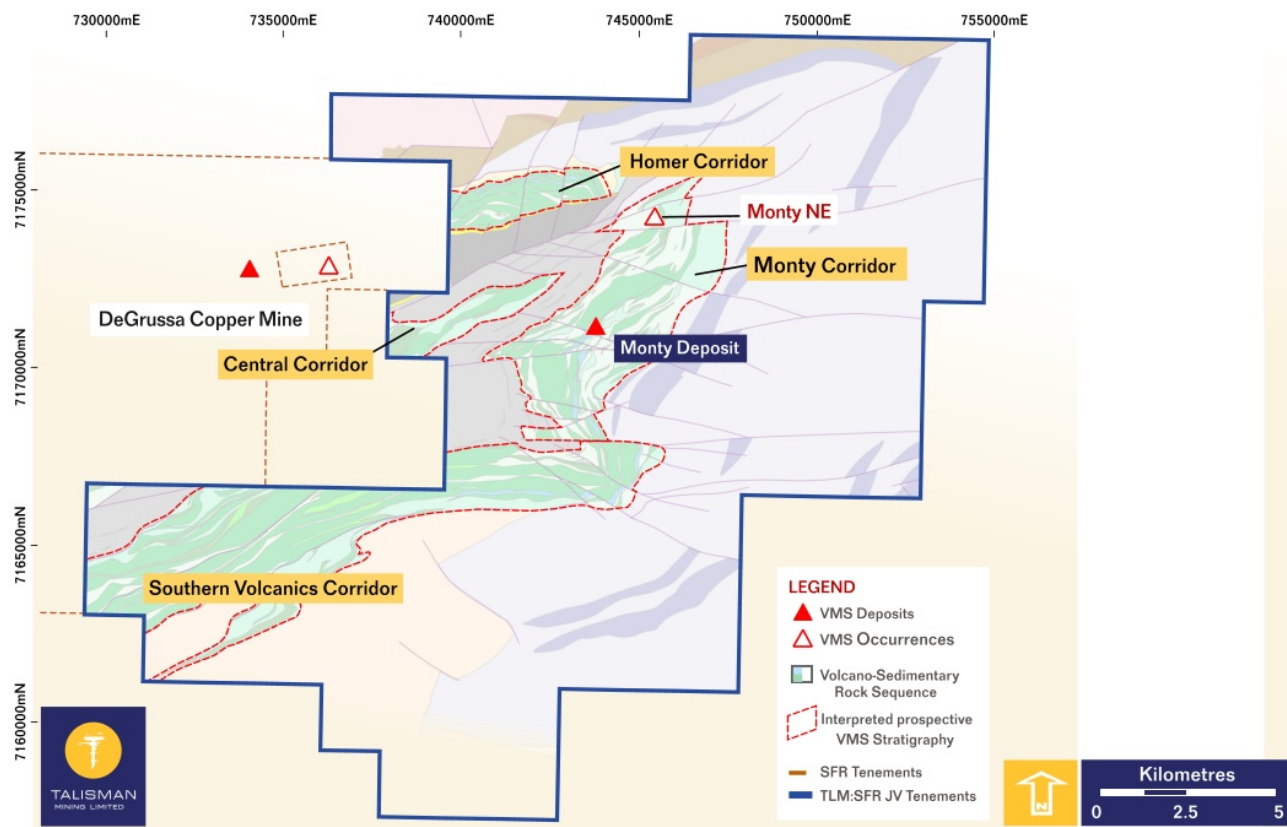 730000mE
735000mE
740000mE
745000mE
750000mE
755000mE
7175000mN
7170000mN
7165000mN
7160000mN
Homer Corridor
Monty NE
Monty Corridor
DeGrussa Copper Mine
Monty Deposit
Central Corridor
Southern Volcanics Corridor
LEGEND
VMS Deposits
VMS Occurrences
Volcano-Sedimentary
Rock Sequence
Interpreted prospective
VMS Stratigraphy
SFR Tenements
TLM:SFR JV Tenements
TALISMAN
MINING LIMITED
N
Kilometres
0 2.5 5